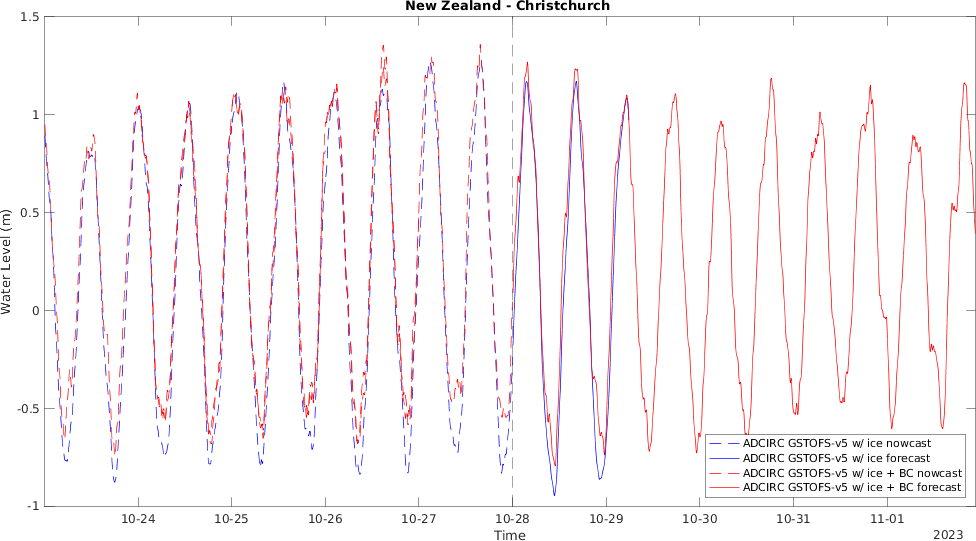 New Zealand - Christchurch
1.5
1
0.5
0
-0.5
-1
Water Level (m)
10-24 10-25 10-26 10-27 10-28 10-29 10-30 10-31 11-01
Time
2023
ADCIRC GSTOFS-v5 w/ ice nowcast
ADCIRC GSTOFS-v5 w/ ice forecast
ADCIRC GSTOFS-v5 w/ ice + BC nowcast
ADCIRC GSTOFS-v5 w/ ice + BC forecast